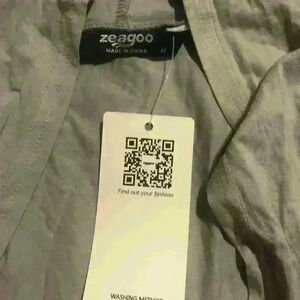 zeagoo
MADE IN CHINA M
Find out your fashion
WASHING METHOD